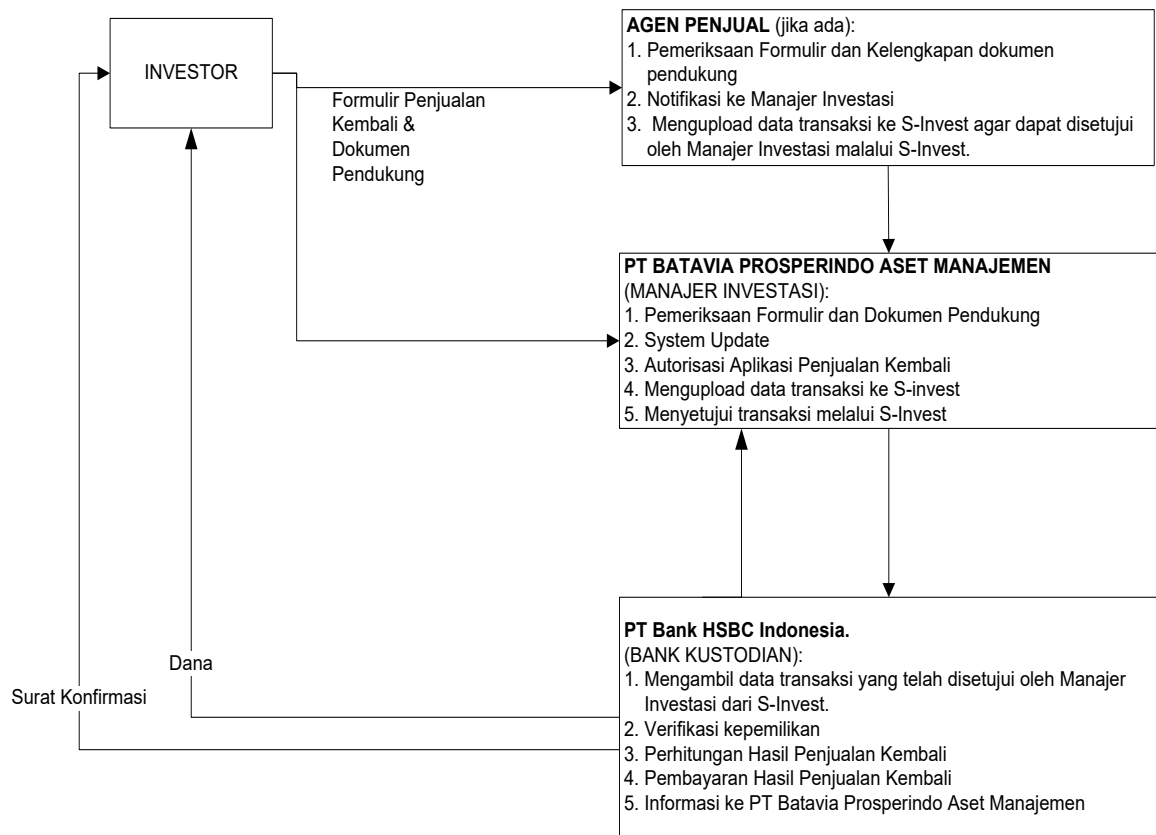 INVESTOR
Formulir Penjualan
Kembali &
Dokumen
Pendukung
AGEN PENJUAL (jika ada):
1. Pemeriksaan Formulir dan Kelengkapan dokumen
pendukung
2. Notifikasi ke Manajer Investasi
3. Mengupload data transaksi ke S-Invest agar dapat disetujui
oleh Manajer Investasi malalui S-Invest.
PT BATAVIA PROSPERINDO ASET MANAJEMEN
(MANAJER INVESTASI):
1. Pemeriksaan Formulir dan Dokumen Pendukung
2. System Update
3. Autorisasi Aplikasi Penjualan Kembali
4. Mengupload data transaksi ke S-invest
5. Menyetujui transaksi melalui S-Invest
PT Bank HSBC Indonesia.
(BANK KUSTODIAN):
1. Mengambil data transaksi yang telah disetujui oleh Manajer
Investasi dari S-Invest.
2. Verifikasi kepemilikan
3. Perhitungan Hasil Penjualan Kembali
4. Pembayaran Hasil Penjualan Kembali
5. Informasi ke PT Batavia Prosperindo Aset Manajemen
Dana
Surat Konfirmasi